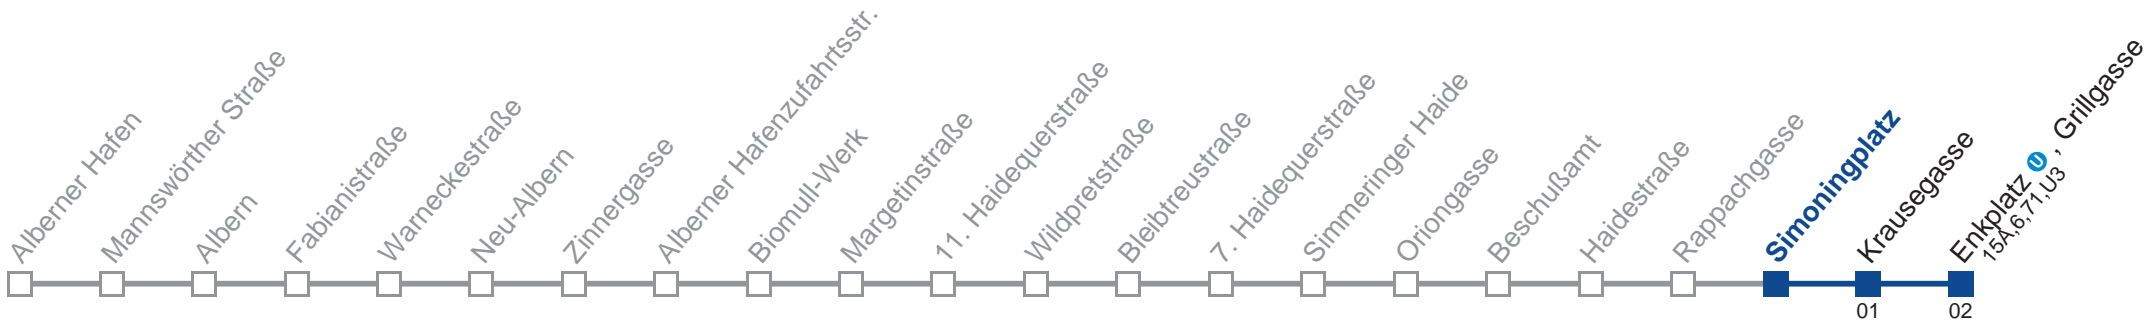 Alberner Hafen
Mannswörther Straße
Albern
Fabianistraße
Warneckestraße
Neu-Albern
Zinnergasse
Alberner Hafenzufahrtsstr.
Biomull-Werk
Margetinstraße
11. Haidequerstraße
Wildpretstraße
Bleibtreustraße
7. Haidequerstraße
Simmeringer Haide
Oriongasse
Beschußamt
Haidestraße
Rappachgasse
Simoningplatz
Krausegasse
Enkplatz U , Grillgasse
15A,6,71,U3
01
02